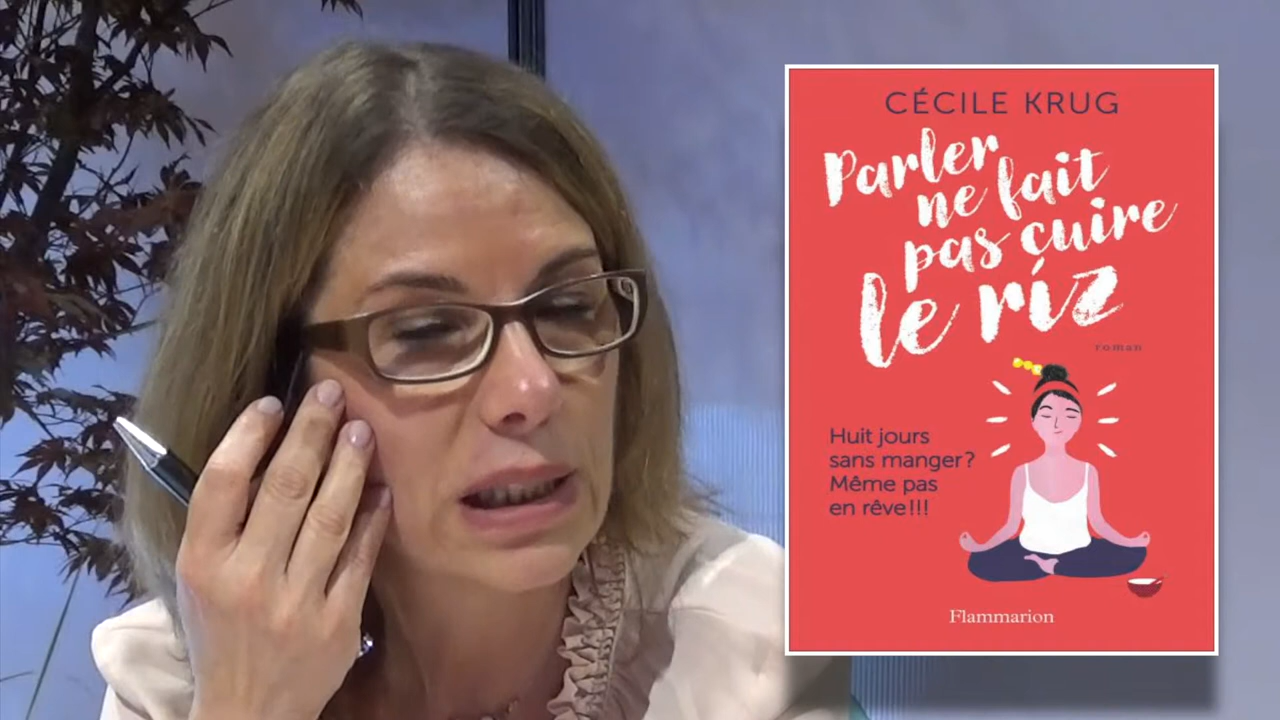 CÉCILE KRUG
Parler
ne fait
pas cuire
le riz
roman
Huit jours
sans manger?
Même pas
en rêve!!!
Flammarion